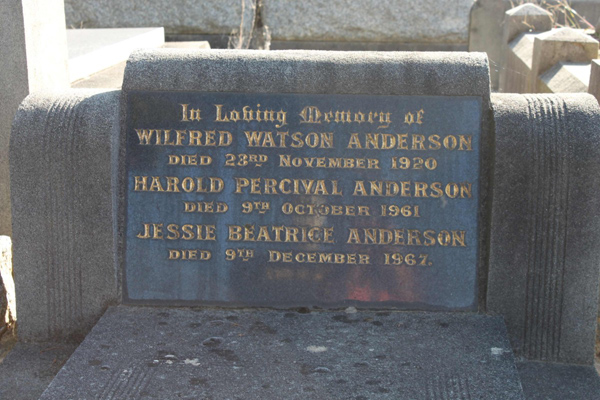 In Loving Memory of
WILFRED WATSON ANDERSON
DIED 23RD NOVEMBER 1920
HAROLD PERCIVAL ANDERSON
DIED 9TH OCTOBER 1961
JESSIE BEATRICE ANDERSON
DIED 9TH DECEMBER 1967.